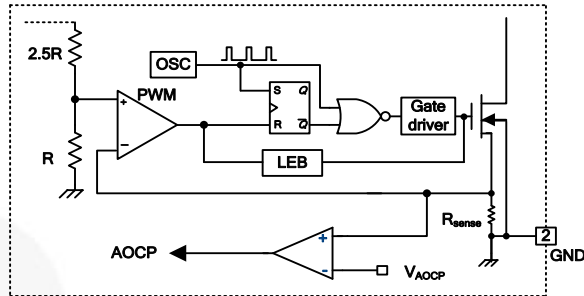 2.5R
OSC
PWM
+
−
S Q
R Q̅
Gate
driver
R
LEB
Rsense
2
GND
AOCP
+
-
VAOCP